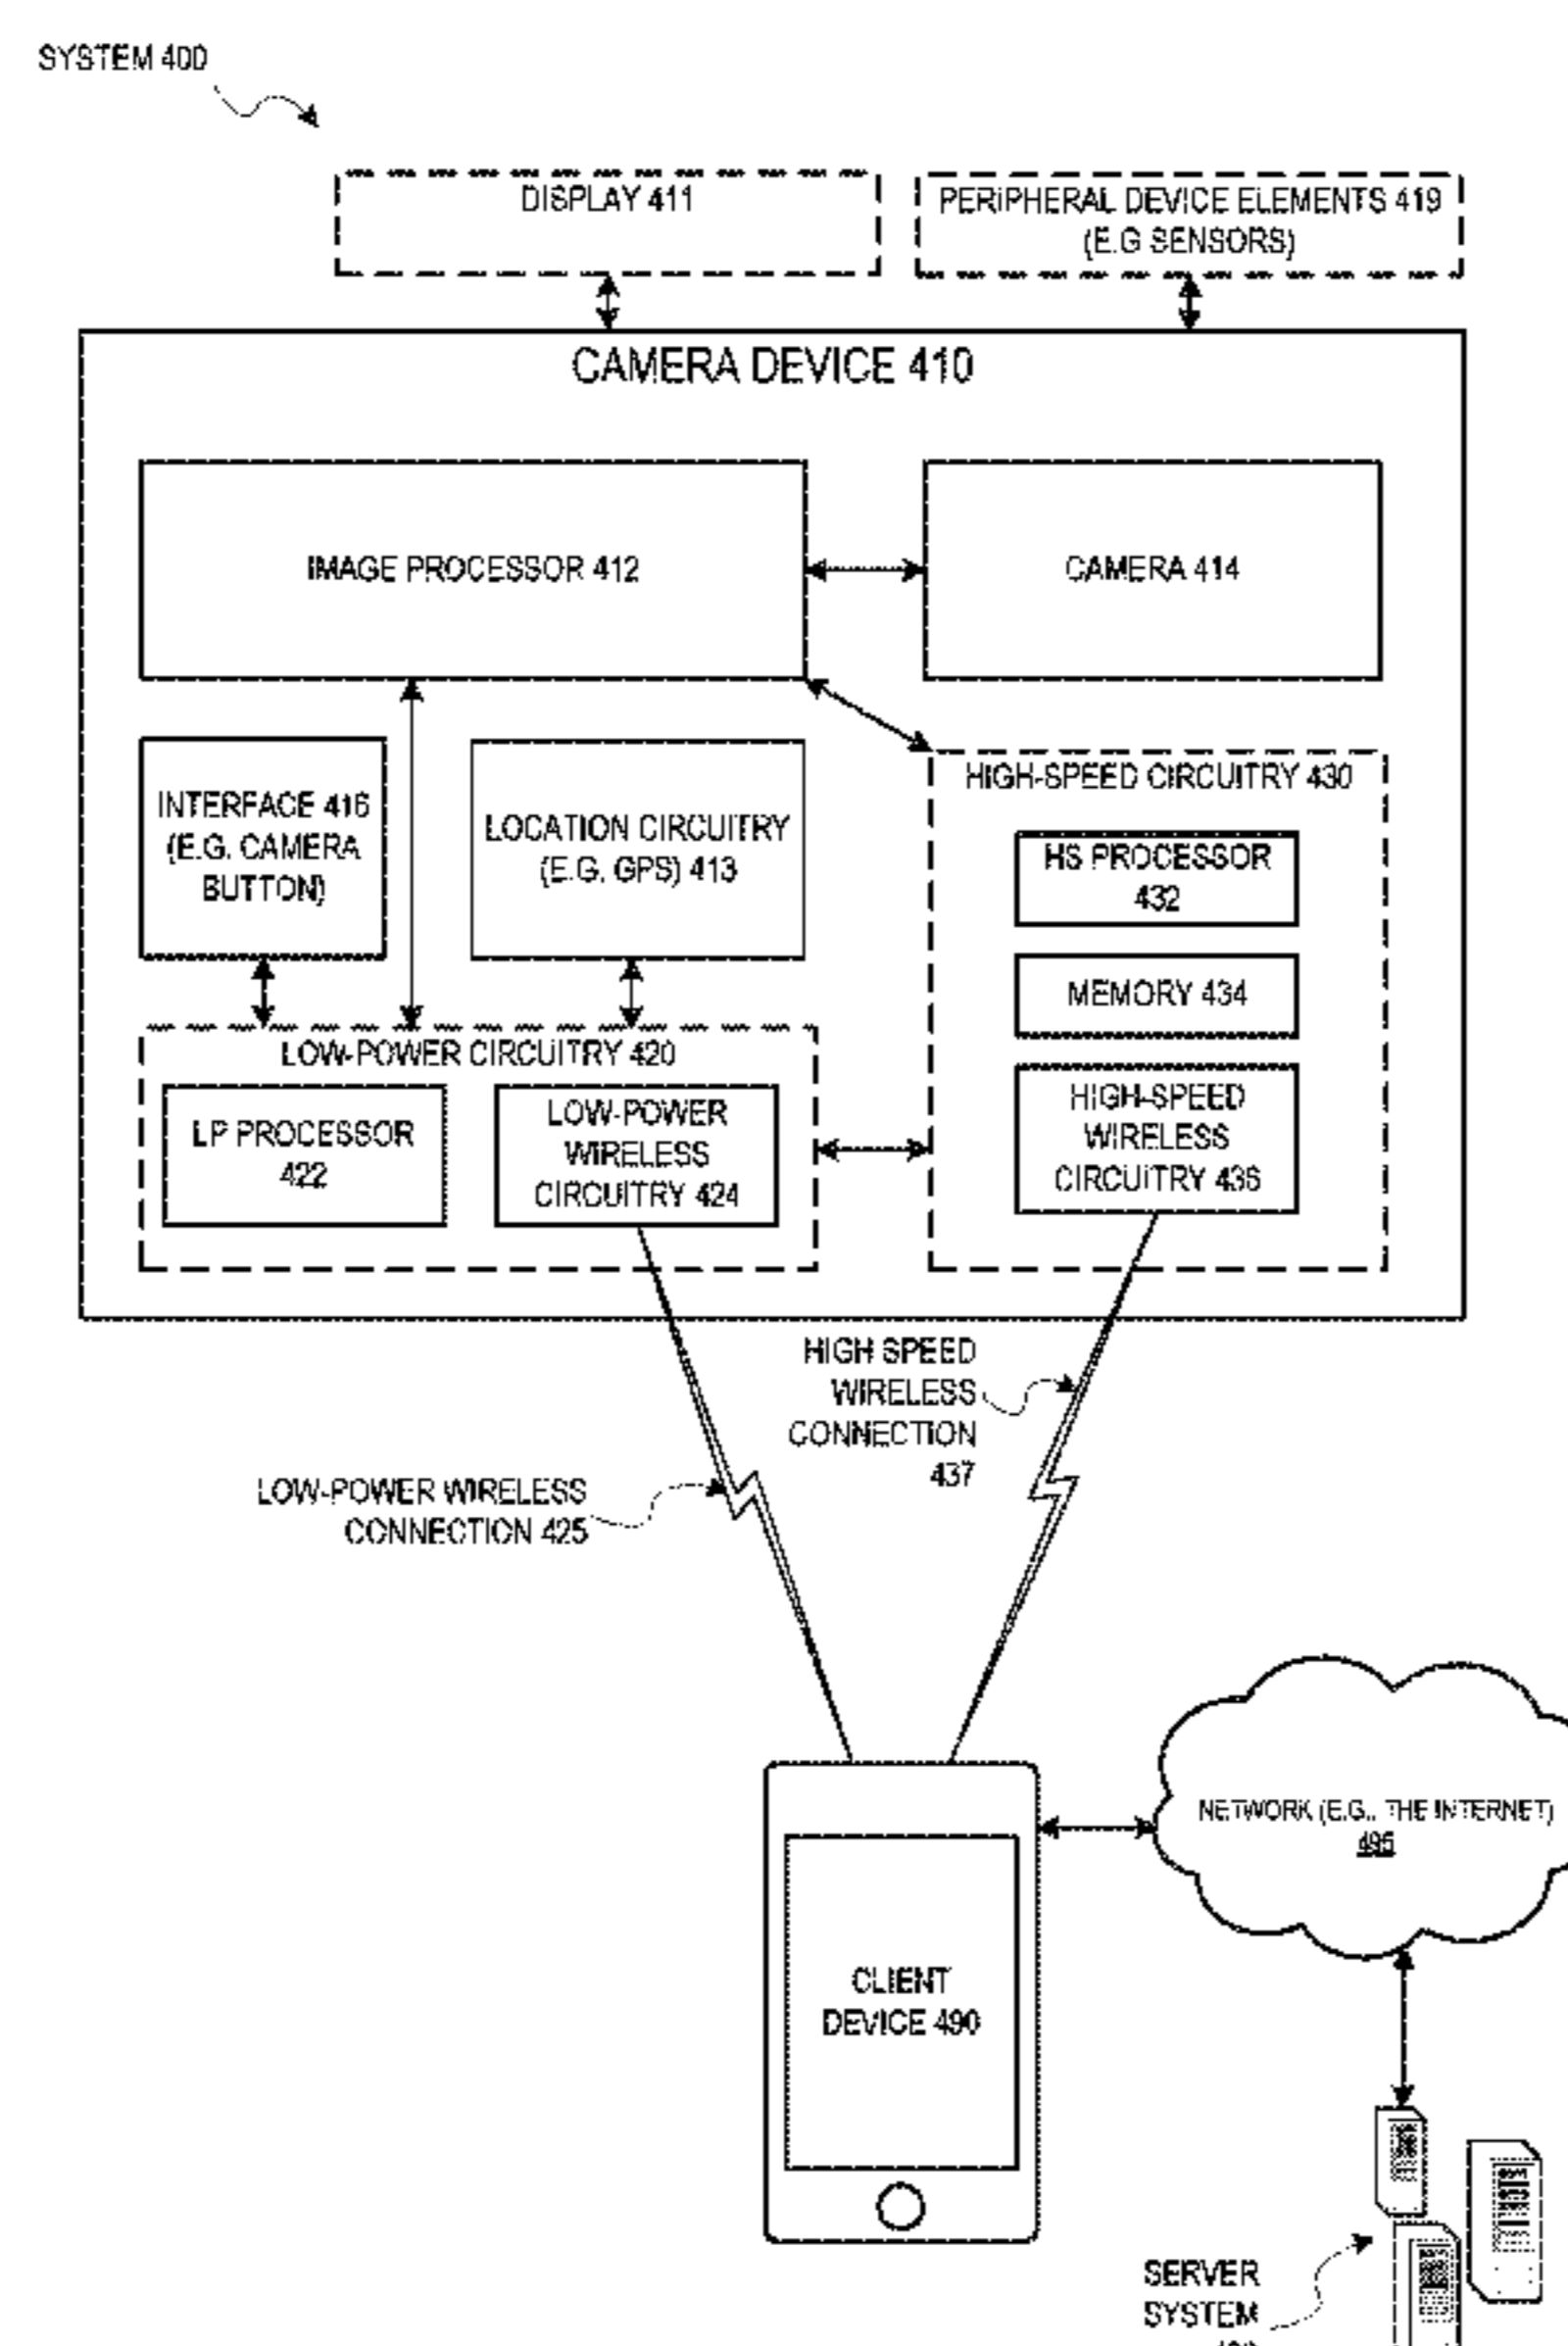 SYSTEM 400
DISPLAY 411
PERIPHERAL DEVICE ELEMENTS 419
(E.G SENSORS)
CAMERA DEVICE 410
IMAGE PROCESSOR 412
CAMERA 414
INTERFACE 416
(E.G. CAMERA
BUTTON)
LOCATION CIRCUITRY
(E.G. GPS) 413
HIGH-SPEED CIRCUITRY 430
HS PROCESSOR
432
MEMORY 434
HIGH-SPEED
WIRELESS
CIRCUITRY 436
LOW-POWER CIRCUITRY 420
LP PROCESSOR
422
LOW-POWER
WIRELESS
CIRCUITRY 424
HIGH SPEED
WIRELESS
CONNECTION
437
LOW-POWER WIRELESS
CONNECTION 425
NETWORK (E.G., THE INTERNET)
495
CLIENT
DEVICE 490
SERVER
SYSTEM